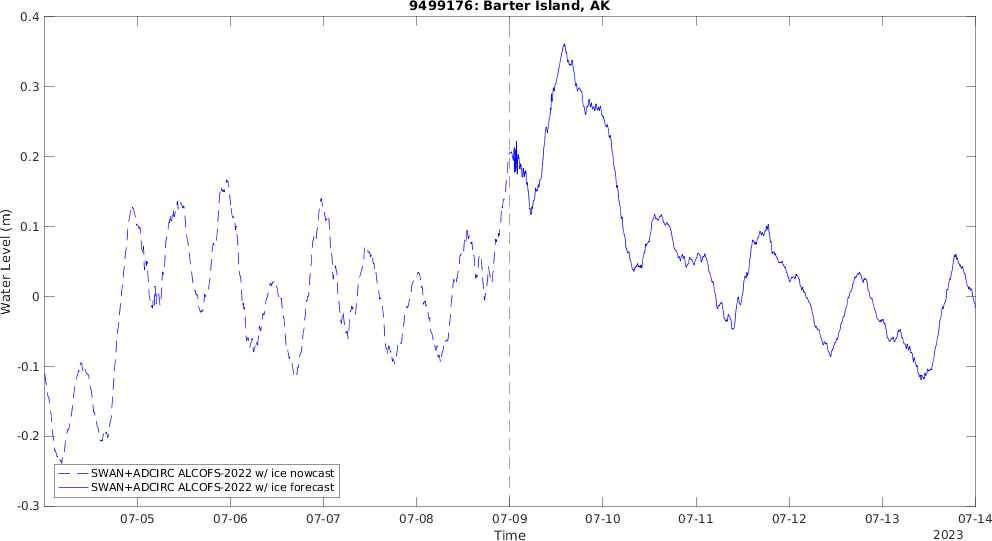 9499176: Barter Island, AK
0.4
0.3
0.2
0.1
0
-0.1
-0.2
-0.3
Water Level (m)
SWAN+ADCIRC ALCOFS-2022 w/ ice nowcast
SWAN+ADCIRC ALCOFS-2022 w/ ice forecast
07-05 07-06 07-07 07-08 07-09 07-10 07-11 07-12 07-13 07-14
Time
2023